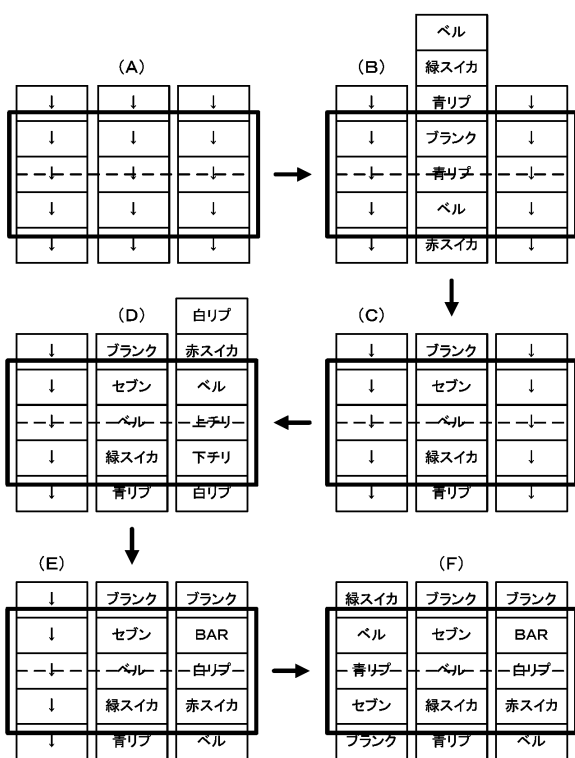 (A)
↓ ↓ ↓
↓ ↓ ↓
↓ ↓ ↓
↓ ↓ ↓
↓ ↓ ↓
(B)
ベル
緑スイカ
↓ 青リプ ↓
↓ ブランク ↓
↓ 青リプ ↓
↓ ベル ↓
↓ 赤スイカ ↓
(D)
白リプ
↓ ブランク 赤スイカ
↓ セブン ベル
↓ ベル 上チリ
↓ 緑スイカ 下チリ
↓ 青リプ 白リプ
(C)
↓ ブランク ↓
↓ セブン ↓
↓ ベル ↓
↓ 緑スイカ ↓
↓ 青リプ ↓
(E)
↓ ブランク ブランク
↓ セブン BAR
↓ ベル 白リプ
↓ 緑スイカ 赤スイカ
↓ 青リプ ベル
(F)
緑スイカ ブランク ブランク
ベル セブン BAR
青リプ ベル 白リプ
セブン 緑スイカ 赤スイカ
ブランク 青リプ ベル